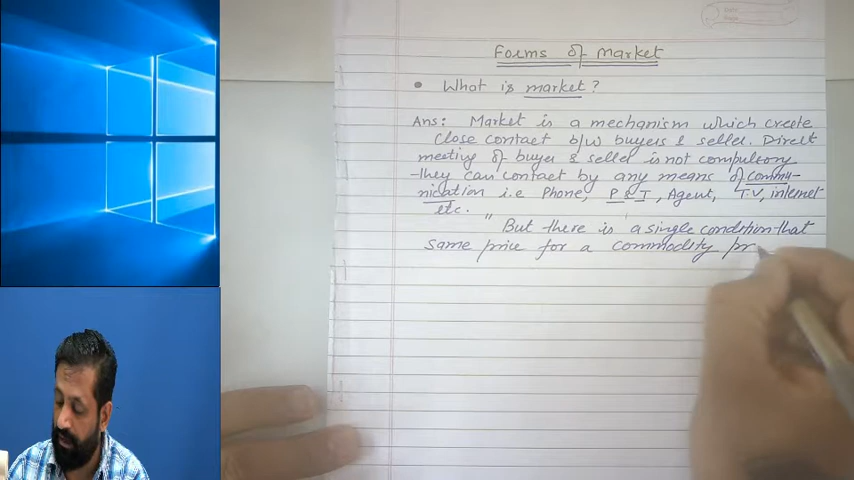 Forms of Market
• What is market?
Ans: Market is a mechanism which create
close contact b/w buyers & seller. Direct
meeting of buyer & seller is not compulsory
they can contact by any means of commu-
nication i.e Phone, P & T, Agent, T.V, internet
etc.
" But there is a single condition that
same price for a commodity pr